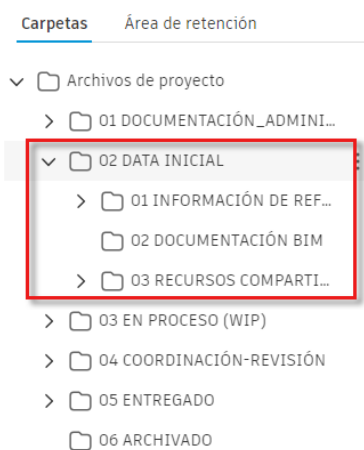 Carpetas Área de retención
Archivos de proyecto
01 DOCUMENTACIÓN_ADMINI...
02 DATA INICIAL
01 INFORMACIÓN DE REF...
02 DOCUMENTACIÓN BIM
03 RECURSOS COMPARTI...
03 EN PROCESO (WIP)
04 COORDINACIÓN-REVISIÓN
05 ENTREGADO
06 ARCHIVADO